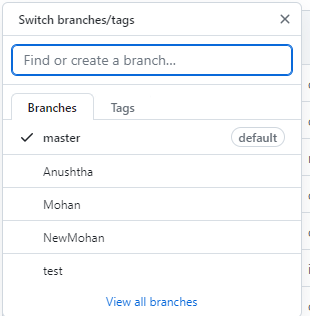 Switch branches/tags
Find or create a branch...
Branches Tags
master default
Anushtha
Mohan
NewMohan
test
View all branches